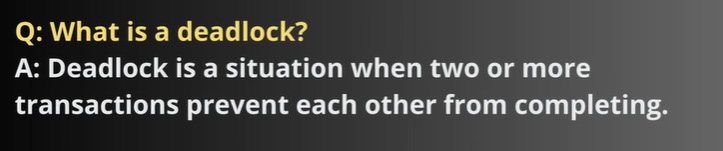 Q: What is a deadlock?
A: Deadlock is a situation when two or more
transactions prevent each other from completing.